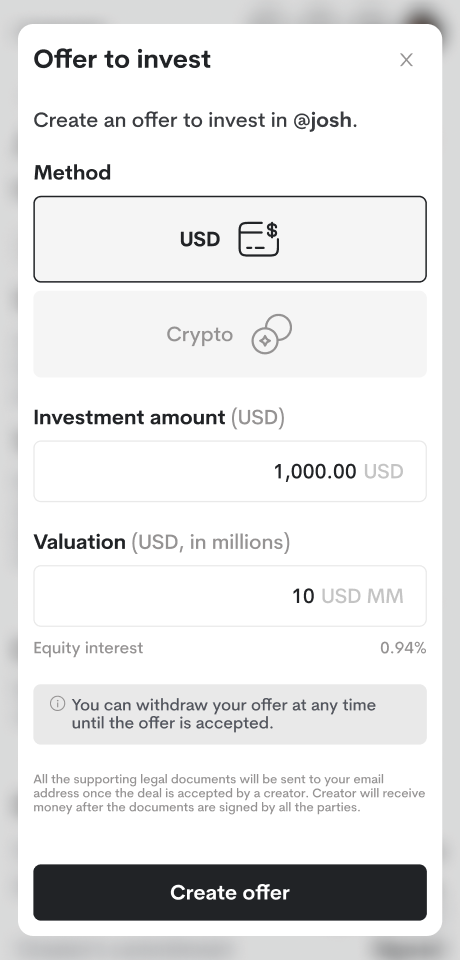 Offer to invest
Create an offer to invest in @josh.
Method
USD
$
Crypto
Investment amount (USD)
1,000.00 USD
Valuation (USD, in millions)
10 USD MM
Equity interest 0.94%
You can withdraw your offer at any time
until the offer is accepted.
All the supporting legal documents will be sent to your email
address once the deal is accepted by a creator. Creator will receive
money after the documents are signed by all the parties.
Create offer